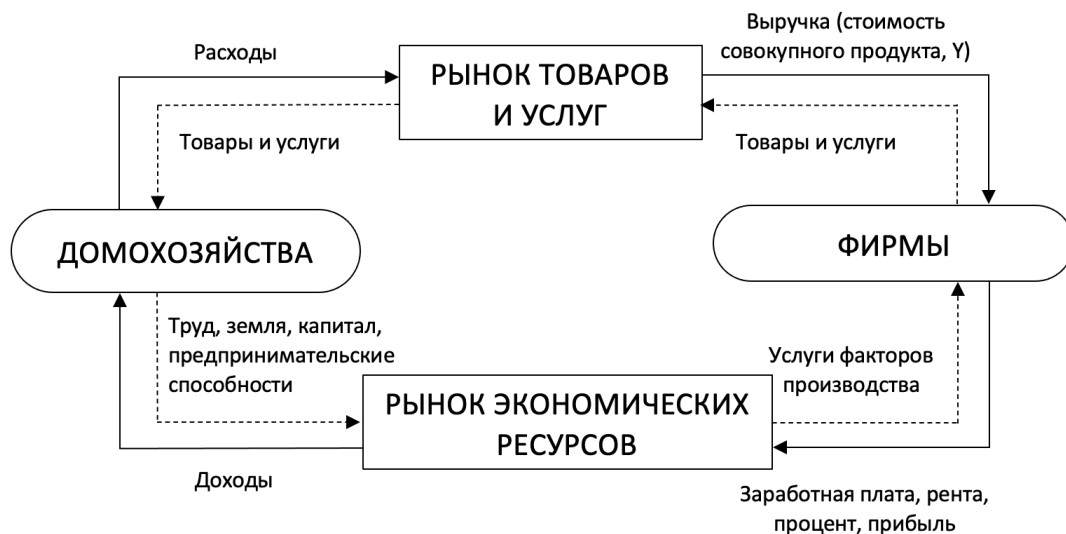 Выручка (стоимость
совокупного продукта, Y)
Расходы
РЫНОК ТОВАРОВ
И УСЛУГ
Товары и услуги
Товары и услуги
ДОМОХОЗЯЙСТВА
ФИРМЫ
Труд, земля, капитал,
предпринимательские
способности
Услуги факторов
производства
РЫНОК ЭКОНОМИЧЕСКИХ
РЕСУРСОВ
Доходы
Заработная плата, рента,
процент, прибыль